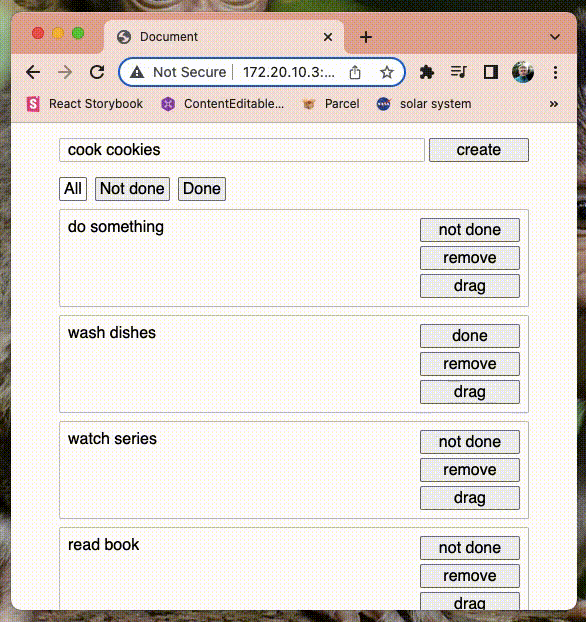 Document
Not Secure 172.20.10.3:...
React Storybook ContentEditable... Parcel solar system »
cook cookies create
All Not done Done
do something not done
remove
drag
wash dishes done
remove
drag
watch series not done
remove
drag
read book not done
remove
drag